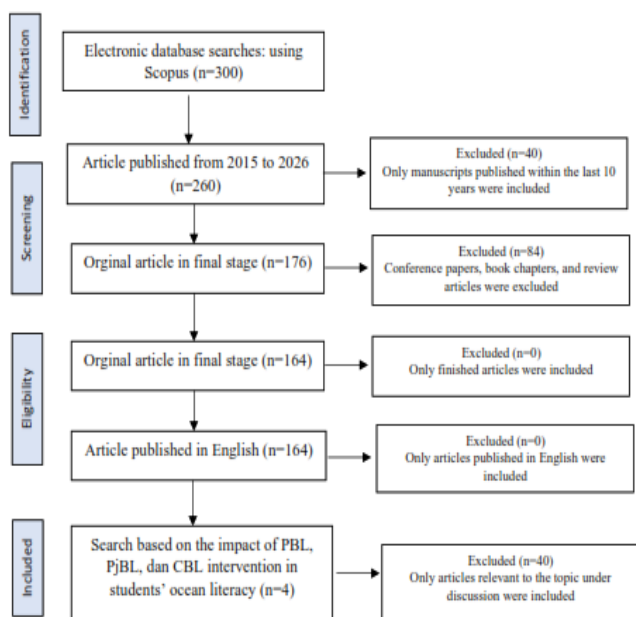 Identification
Electronic database searches: using
Scopus (n=300)
Screening
Article published from 2015 to 2026
(n=260)
Excluded (n=40)
Only manuscripts published within the last 10
years were included
Orginal article in final stage (n=176)
Excluded (n=84)
Conference papers, book chapters, and review
articles were excluded
Eligibility
Orginal article in final stage (n=164)
Excluded (n=0)
Only finished articles were included
Article published in English (n=164)
Excluded (n=0)
Only articles published in English were
included
Included
Search based on the impact of PBL,
PjBL, dan CBL intervention in
students' ocean literacy (n=4)
Excluded (n=40)
Only articles relevant to the topic under
discussion were included